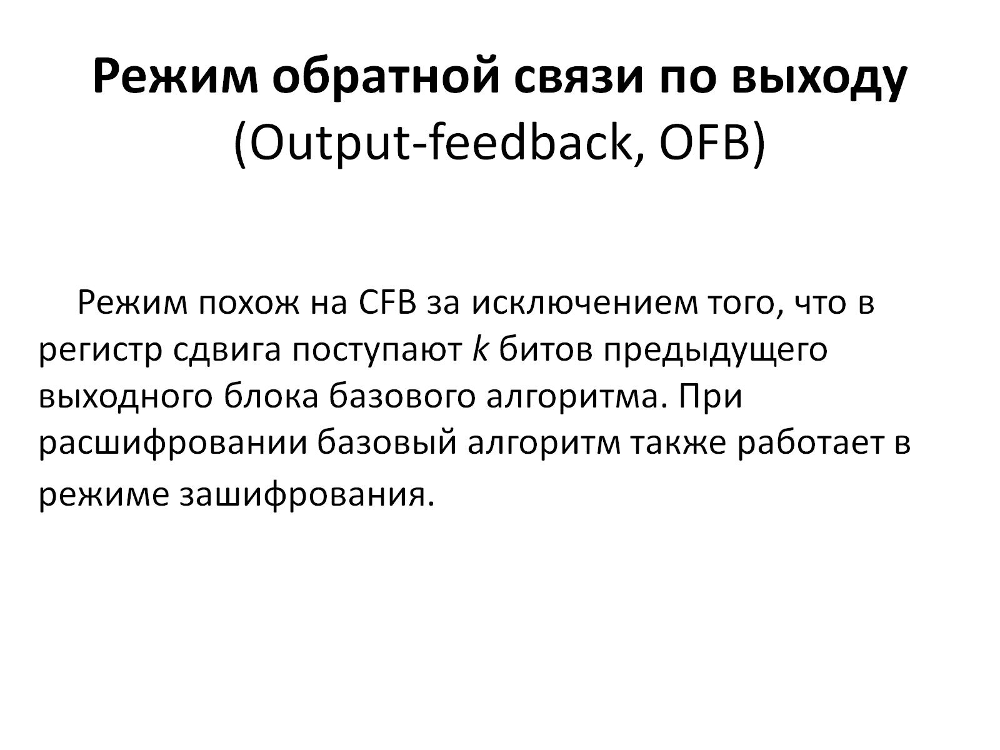 Режим обратной связи по выходу
(Output-feedback, OFB)
Режим похож на CFB за исключением того, что в
регистр сдвига поступают k битов предыдущего
выходного блока базового алгоритма. При
расшифровании базовый алгоритм также работает в
режиме зашифрования.